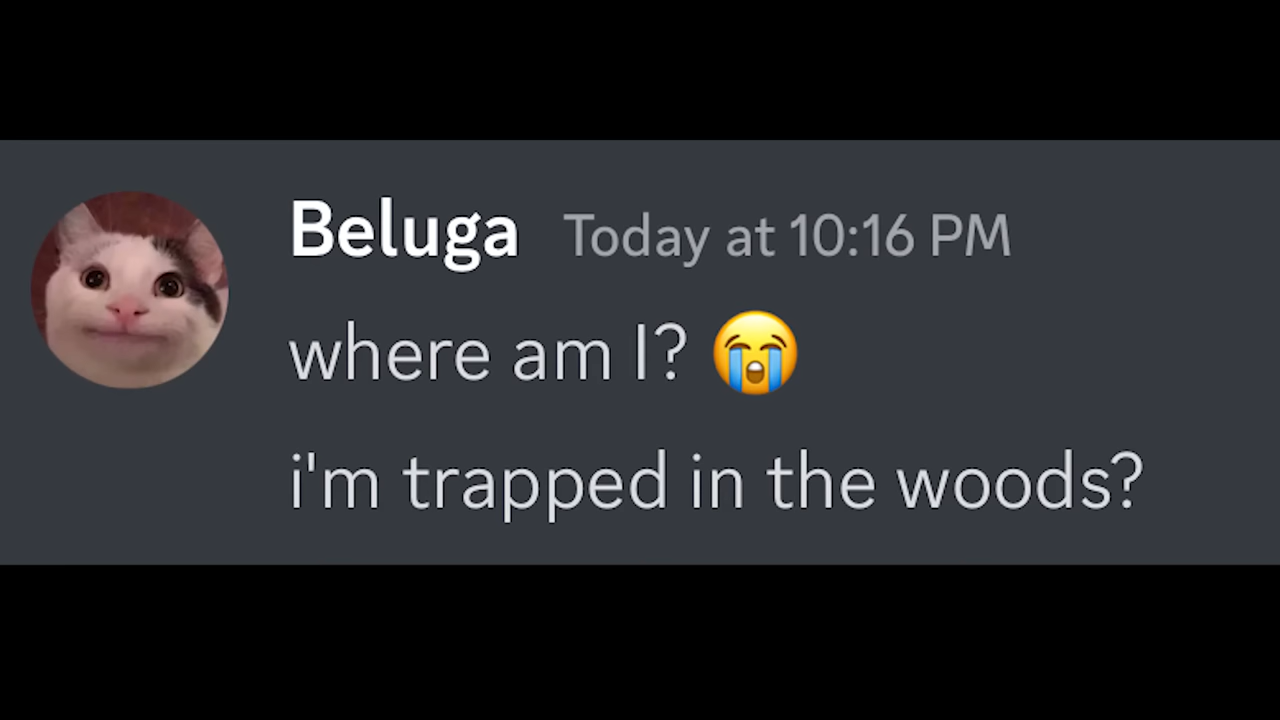 Beluga Today at 10:16 PM
where am I? 😭
i'm trapped in the woods?